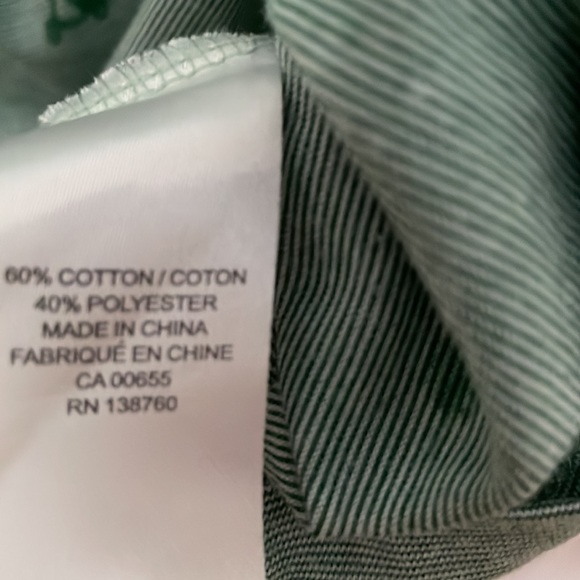 60% COTTON / COTON
40% POLYESTER
MADE IN CHINA
FABRIQUÉ EN CHINE
CA 00655
RN 138760